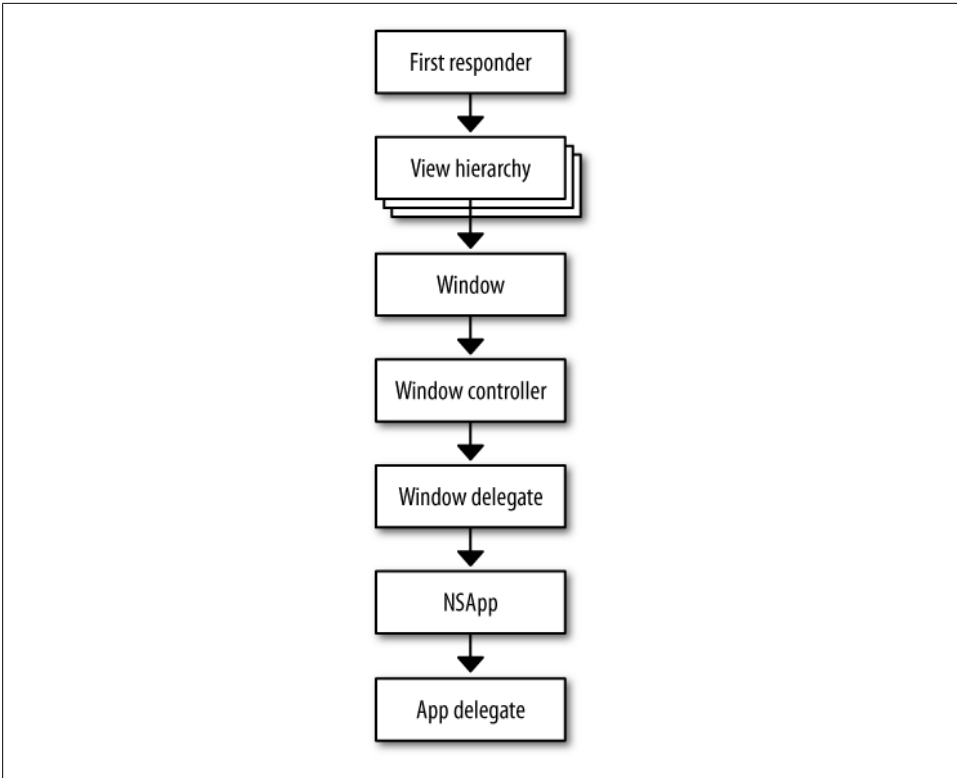 First responder
View hierarchy
Window
Window controller
Window delegate
NSApp
App delegate